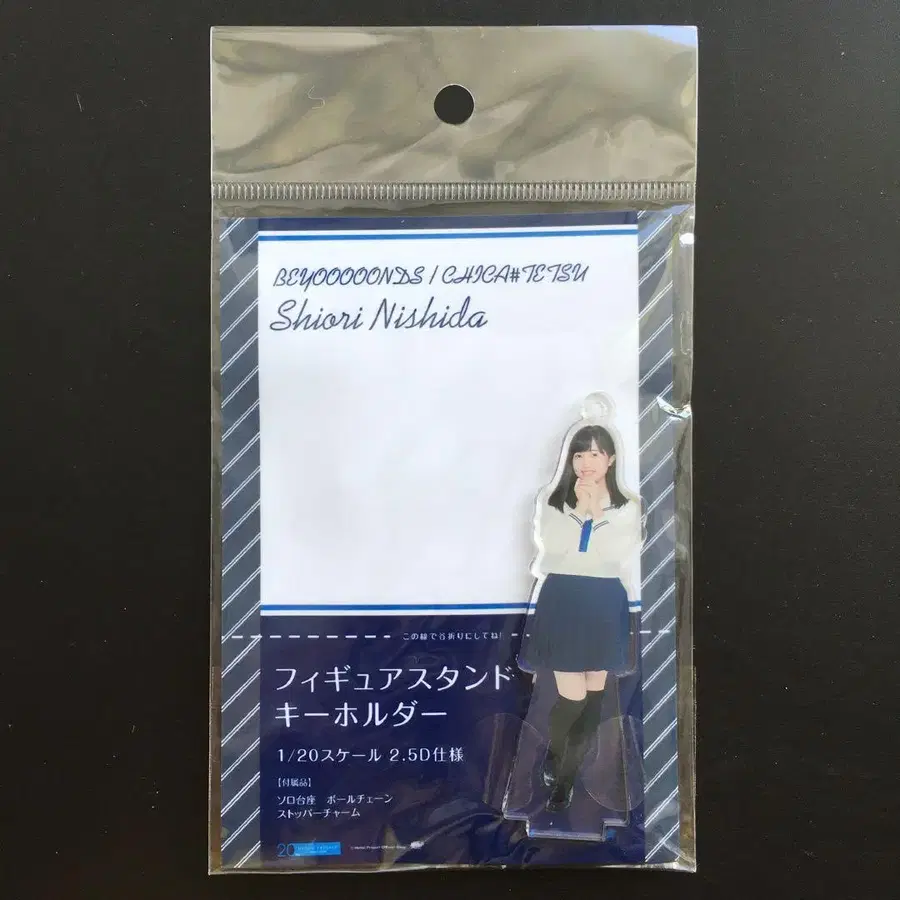 BEYOOOOONDS / CHICA#TETSU
Shiori Nishida
この線で谷折りにしてね!
フィギュアスタンド
キーホルダー
1/20スケール 2.5D仕様
【付属品】
ソロ台座 ボールチェーン
ストッパーチャーム
20